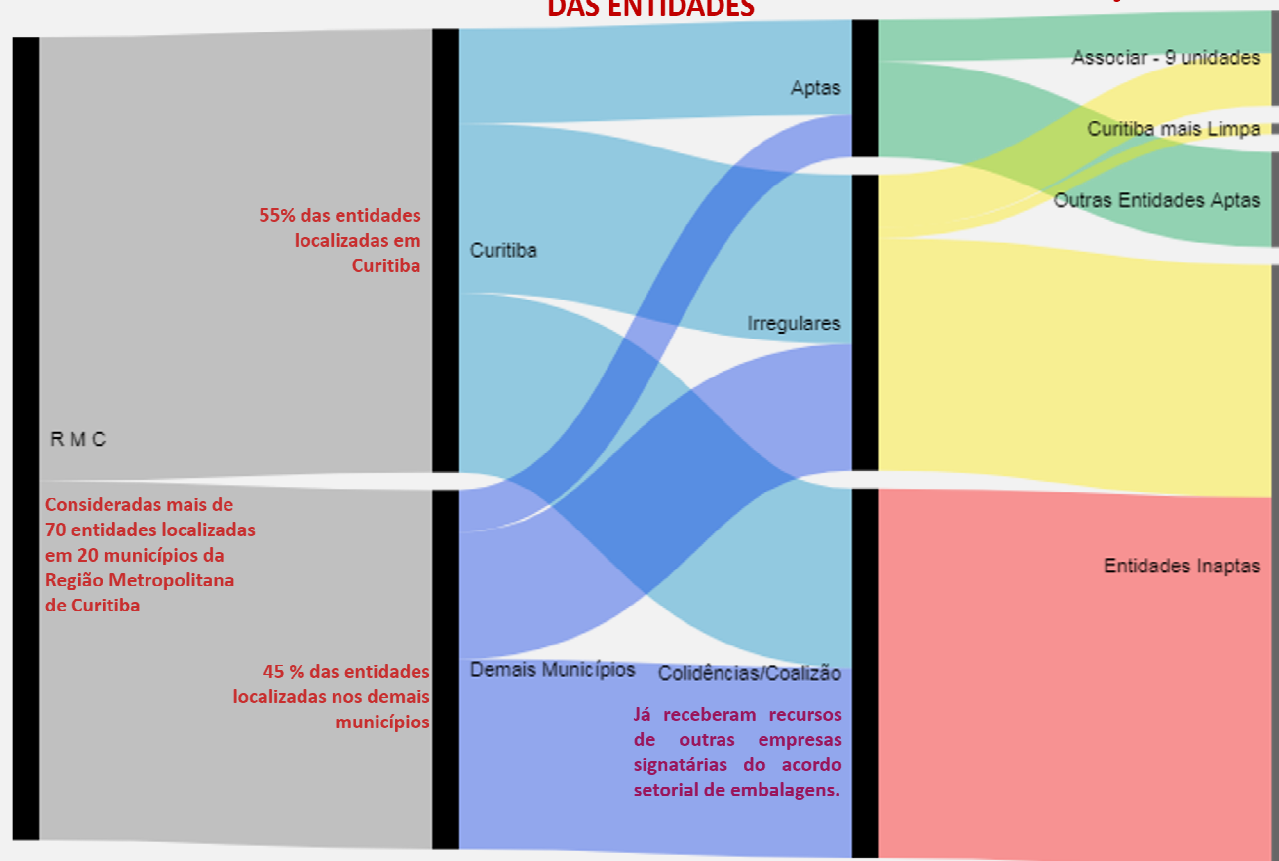 DAS ENTIDADES
Associar - 9 unidades
Aptas
Curitiba mais Limpa
Outras Entidades Aptas
55% das entidades
localizadas em
Curitiba
Curitiba
Irregulares
R M C
Consideradas mais de
70 entidades localizadas
em 20 municípios da
Região Metropolitana
de Curitiba
Entidades Inaptas
45 % das entidades
localizadas nos demais
municípios
Demais Municípios
Colidências/Coalizão
Já receberam recursos
de outras empresas
signatárias do acordo
setorial de embalagens.